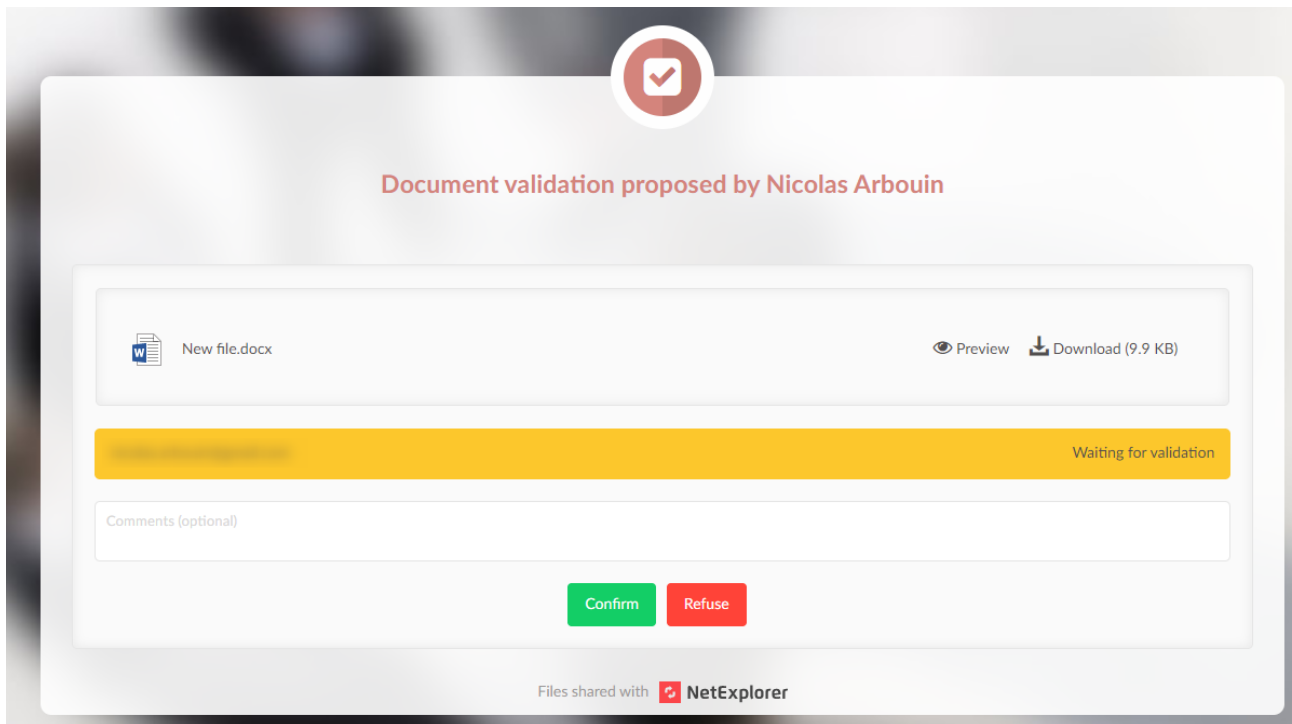 Document validation proposed by Nicolas Arbouin
W New file.docx Preview Download (9.9 KB)
Waiting for validation
Comments (optional)
Confirm Refuse
Files shared with NetExplorer